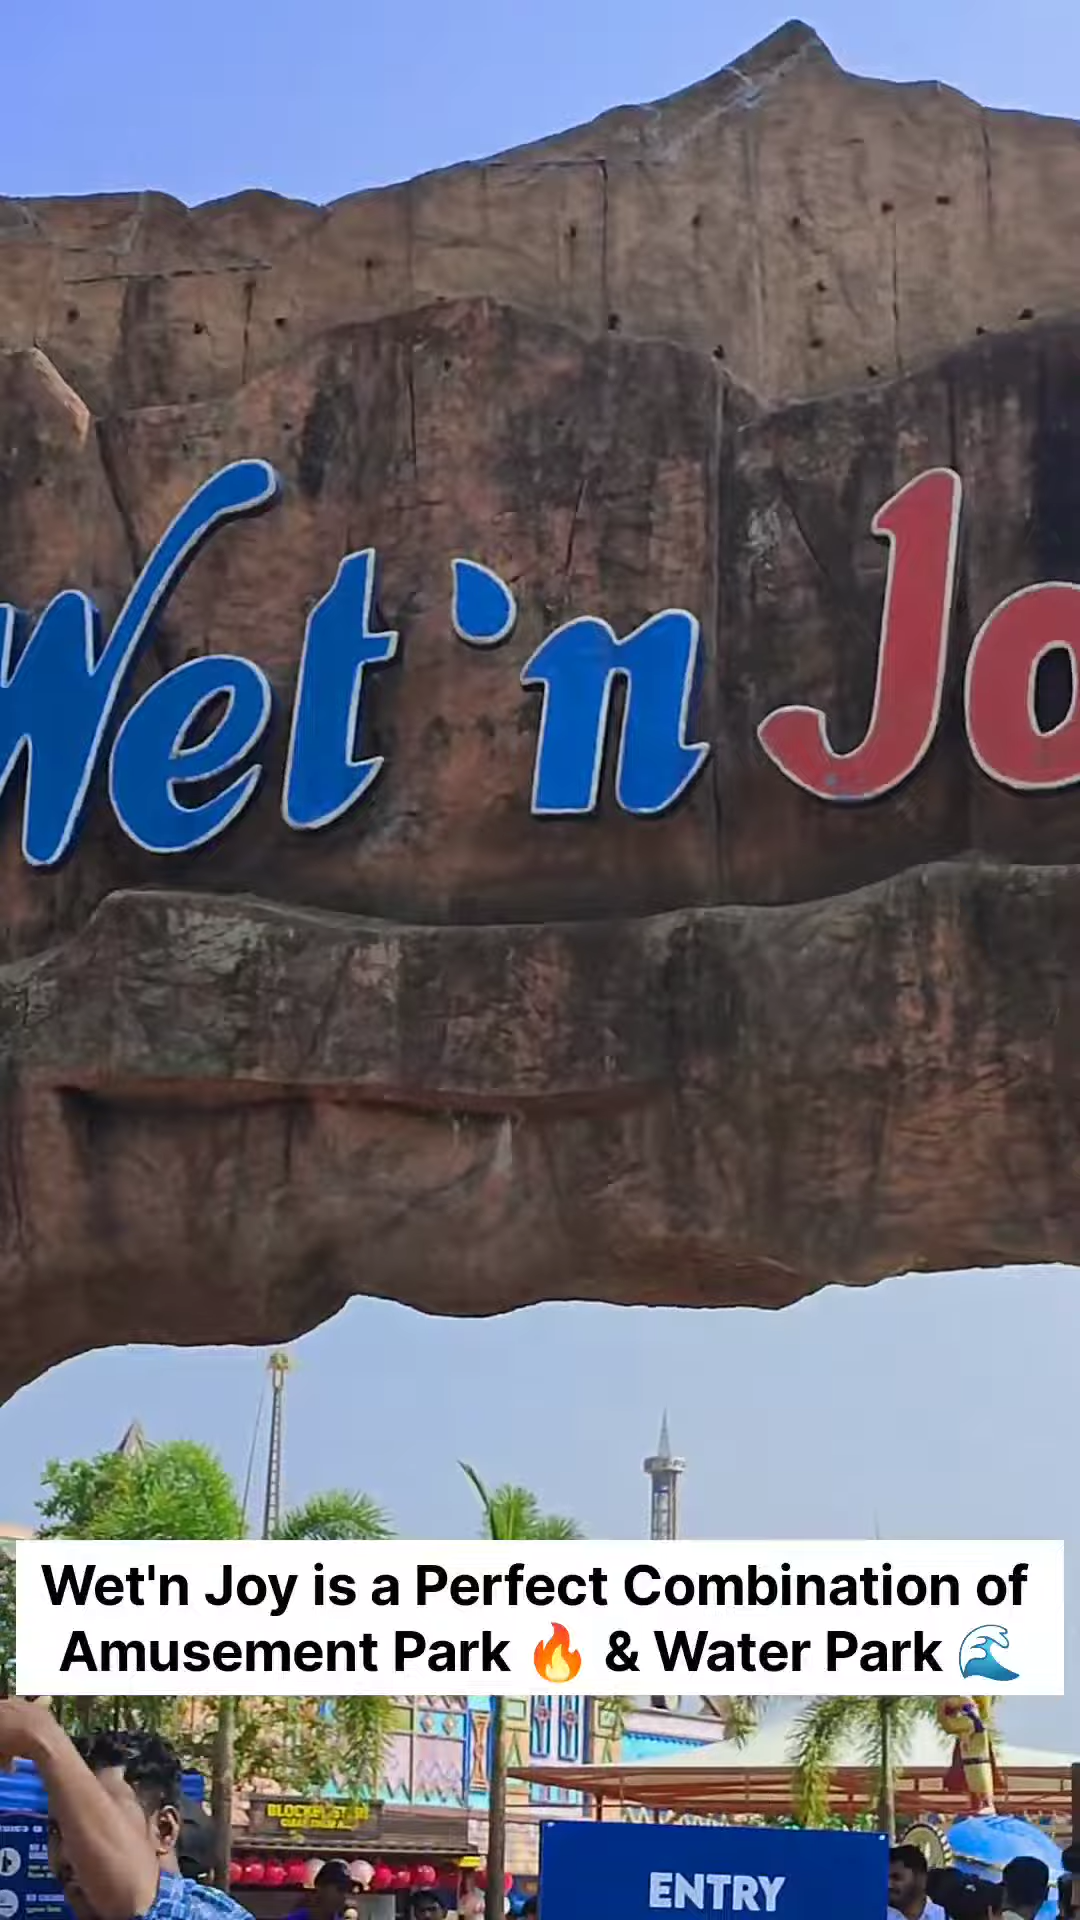 Wet'n Jo
Wet'n Joy is a Perfect Combination of
Amusement Park 🔥 & Water Park 🌊
ENTRY